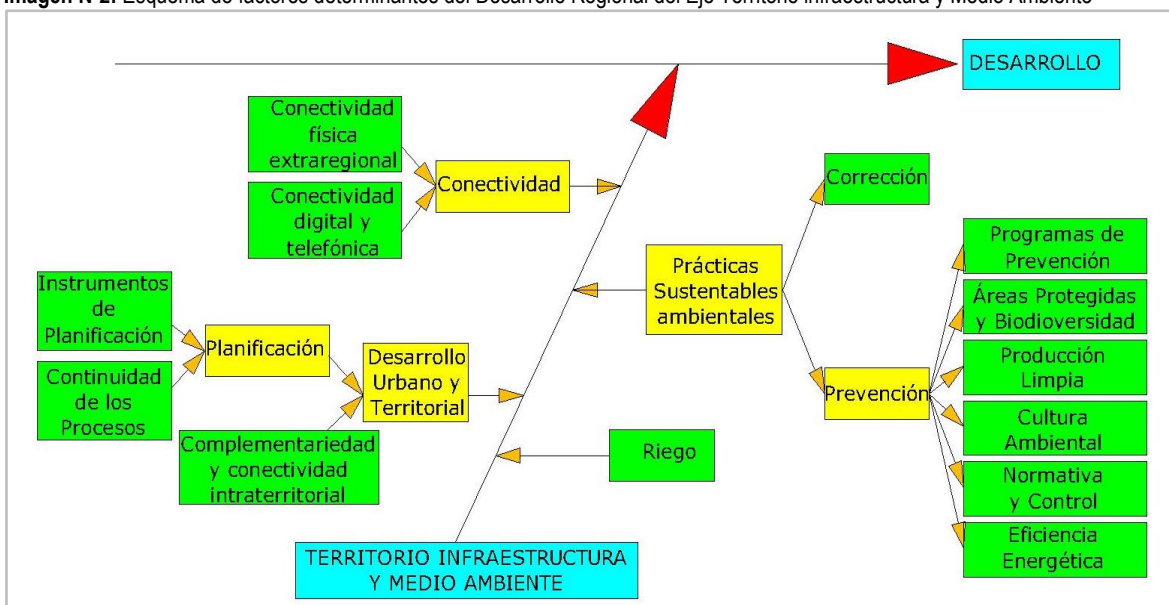 Imagen N°2: Esquema de factores determinantes del Desarrollo Regional del Eje Territorio Infraestructura y Medio Ambiente
DESARROLLO
Conectividad
física
extraregional
Conectividad
Conectividad
digital y
telefónica
Corrección
Prácticas
Sustentables
ambientales
Programas de
Prevención
Áreas Protegidas
y Biodioversidad
Producción
Limpia
Prevención
Cultura
Ambiental
Normativa
y Control
Eficiencia
Energética
Instrumentos
de
Planificación
Planificación
Continuidad
de los
Procesos
Desarrollo
Urbano y
Territorial
Complementariedad
y conectividad
intraterritorial
Riego
TERRITORIO INFRAESTRUCTURA
Y MEDIO AMBIENTE